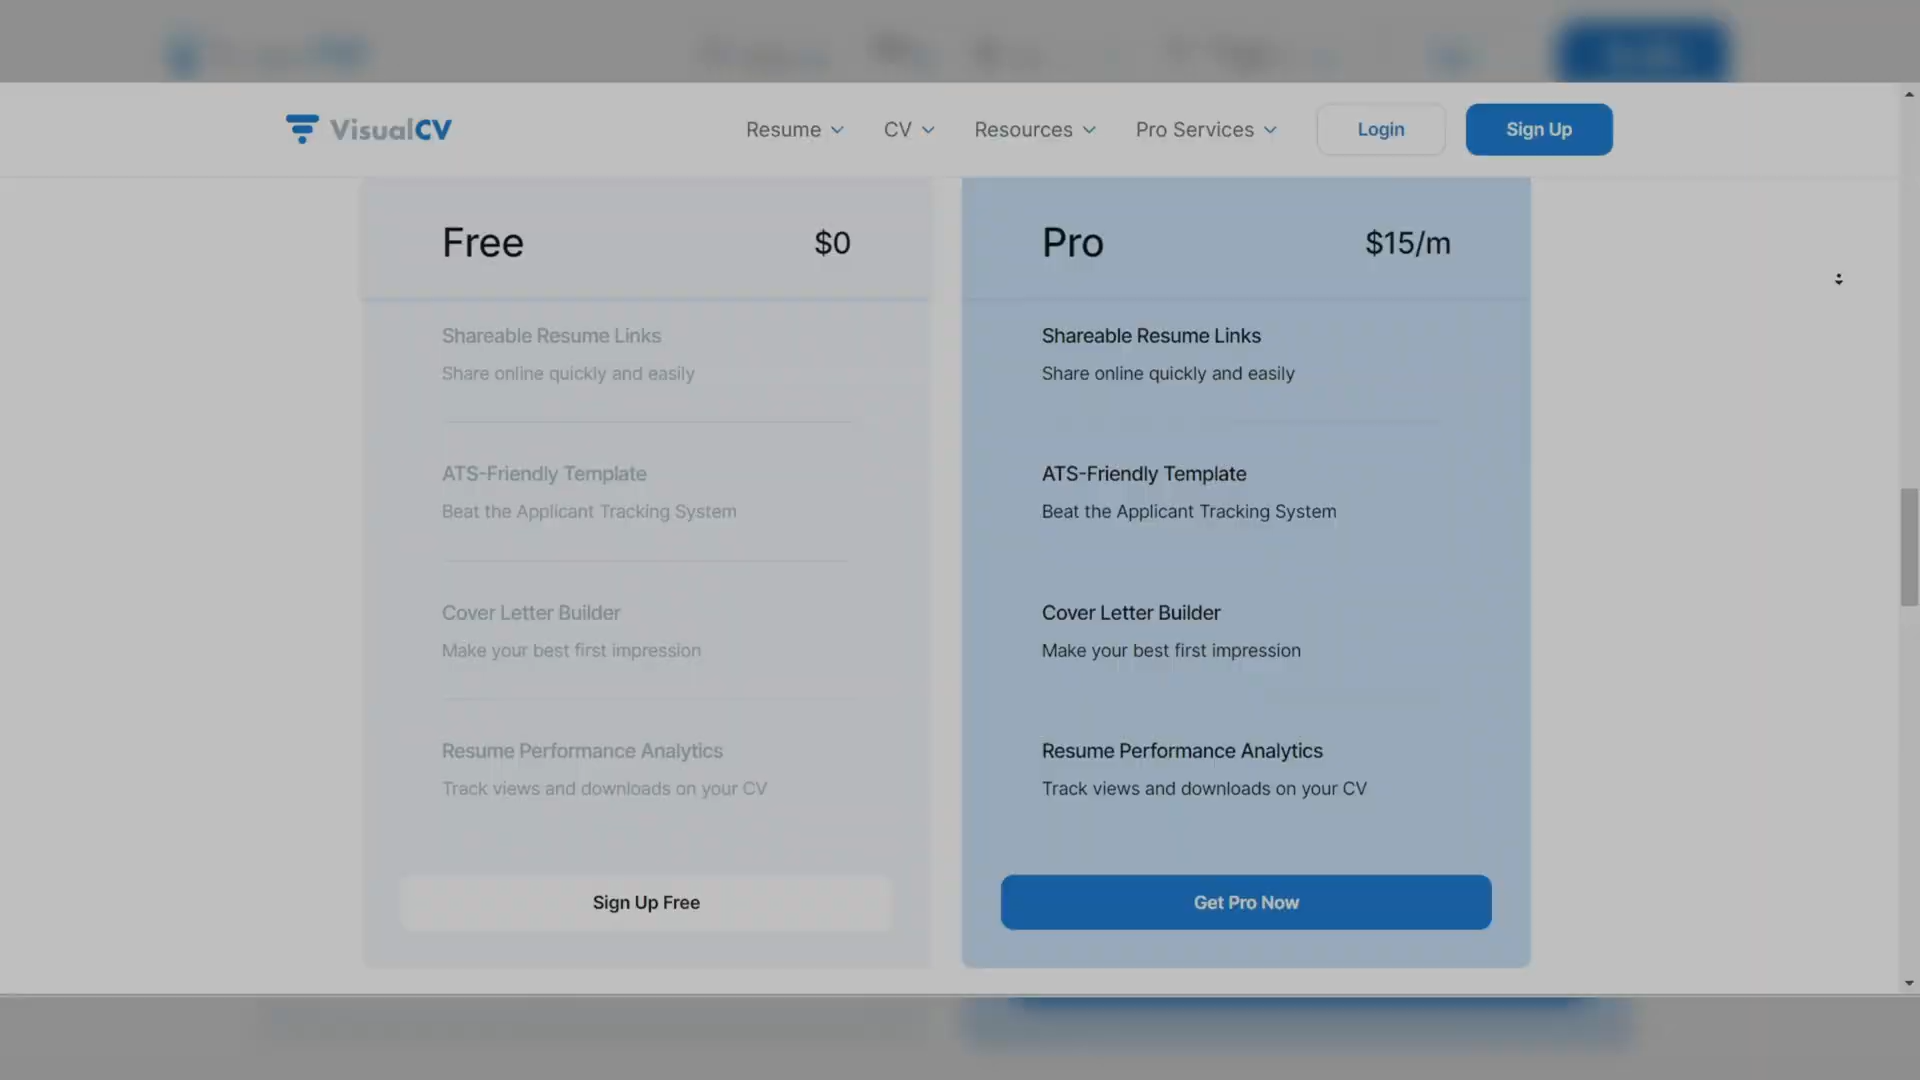 VisualCV
Resume
CV
Resources
Pro Services
Login
Sign Up
Free
$0
Shareable Resume Links
Share online quickly and easily
ATS-Friendly Template
Beat the Applicant Tracking System
Cover Letter Builder
Make your best first impression
Resume Performance Analytics
Track views and downloads on your CV
Sign Up Free
Pro
$15/m
Shareable Resume Links
Share online quickly and easily
ATS-Friendly Template
Beat the Applicant Tracking System
Cover Letter Builder
Make your best first impression
Resume Performance Analytics
Track views and downloads on your CV
Get Pro Now